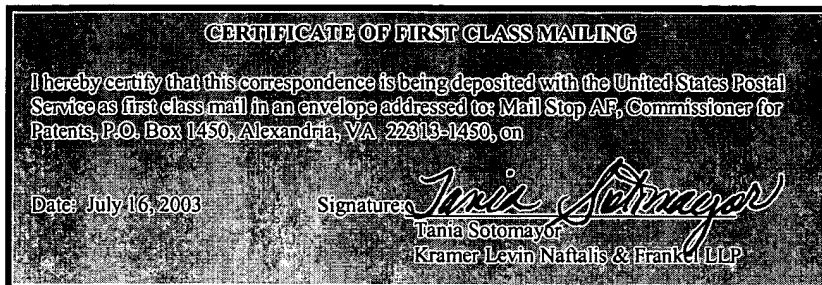 CERTIFICATE OF FIRST CLASS MAILING
I hereby certify that this correspondence is being deposited with the United States Postal
Service as first class mail in an envelope addressed to: Mail Stop AF, Commissioner for
Patents, P.O. Box 1450, Alexandria, VA 22313-1450, on
Date: July 16, 2003 Signature: Tania Sotomayor
Tania Sotomayor
Kramer Levin Naftalis & Frankel LLP